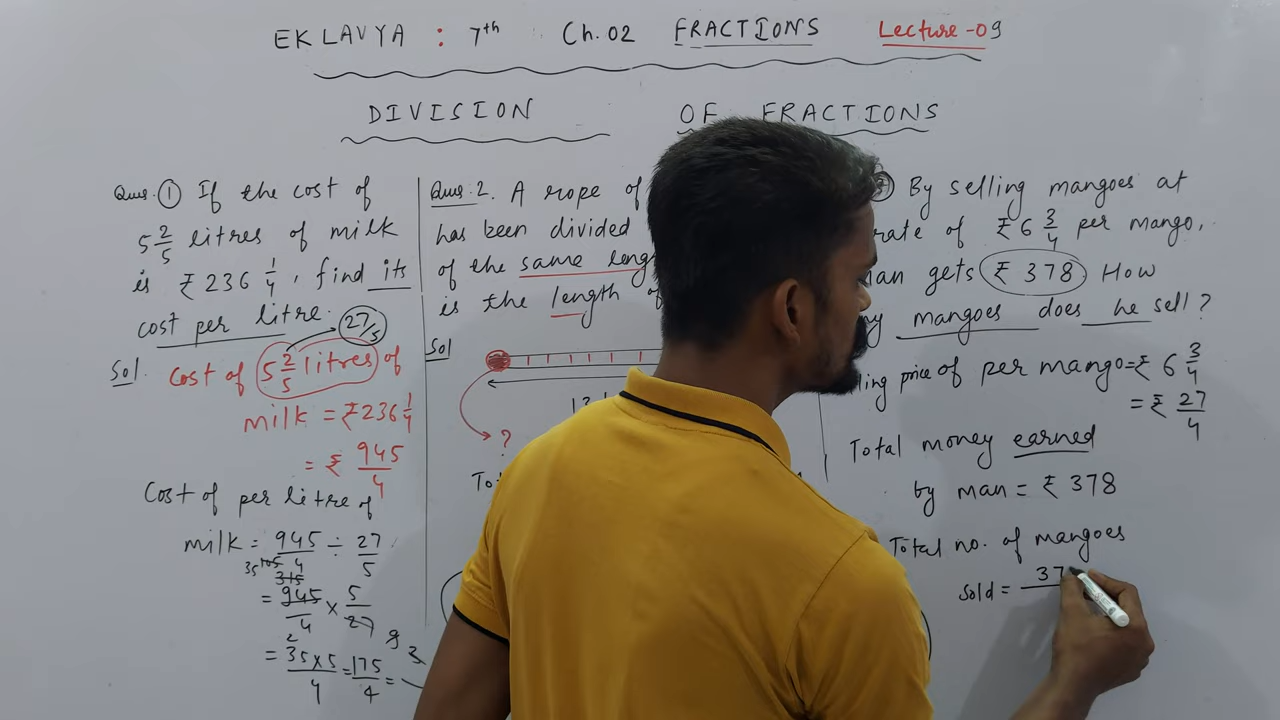 EKLAVYA : 7th Ch. 02 FRACTIONS Lecture-09
DIVISION OF FRACTIONS
Ques. ① If the cost of
5 2/5 litres of milk
is ₹ 236 1/4, find its
cost per litre.
27/5
Sol. Cost of 5 2/5 litres of
milk = ₹236 1/4
= ₹ 945/4
Cost of per litre of
milk = 945/4 ÷ 27/5
35 105
315
= 945/4 × 5/27
9 3
= 35×5/4 = 175/4 =
Ques. 2. A rope of
has been divided
of the same leng
is the length of
Sol
?
By selling mangoes at
rate of ₹6 3/4 per mango,
man gets ₹ 378 How
mangoes does he sell?
ling price of per mango = ₹ 6 3/4
= ₹ 27/4
Total money earned
by man = ₹ 378
Total no. of mangoes
sold = 37